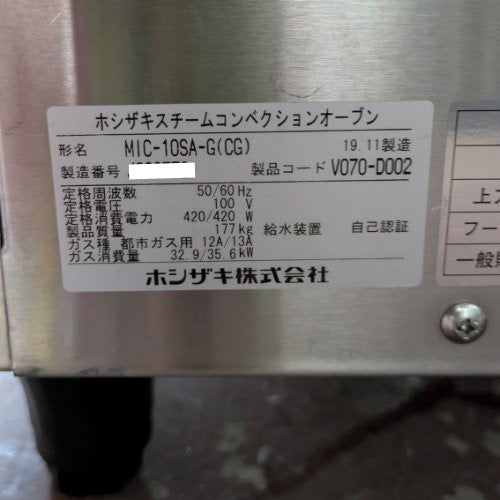 ホシザキスチームコンベクションオーブン
形名 MIC-10SA-G(CG) 19.11製造
製造番号 製品コード V070-D002
定格周波数 50/60 Hz
定格電圧 100 V
定格消費電力 420/420 W
製品質量 177kg 給水装置 自己認証
ガス種 都市ガス用 12A/13A
ガス消費量 32.9/35.6kW
ホシザキ株式会社
上
フー
一般